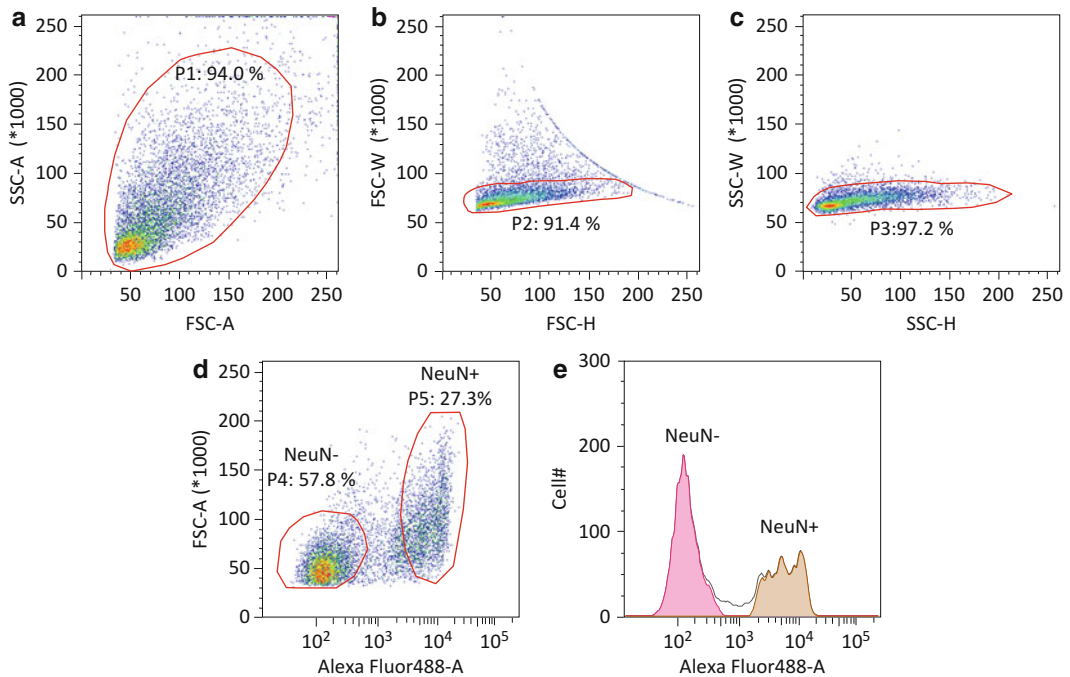 a
SSC-A (*1000)
250
200
150
100
50
0
P1: 94.0 %
50 100 150 200 250
FSC-A
b
FSC-W (*1000)
250
200
150
100
50
0
P2: 91.4 %
50 100 150 200 250
FSC-H
c
SSC-W (*1000)
250
200
150
100
50
0
P3:97.2 %
50 100 150 200 250
SSC-H
d
FSC-A (*1000)
250
200
150
100
50
0
NeuN+
P5: 27.3%
NeuN-
P4: 57.8 %
10² 10³ 10⁴ 10⁵
Alexa Fluor488-A
e
Cell#
300
200
100
0
NeuN-
NeuN+
10² 10³ 10⁴ 10⁵
Alexa Fluor488-A